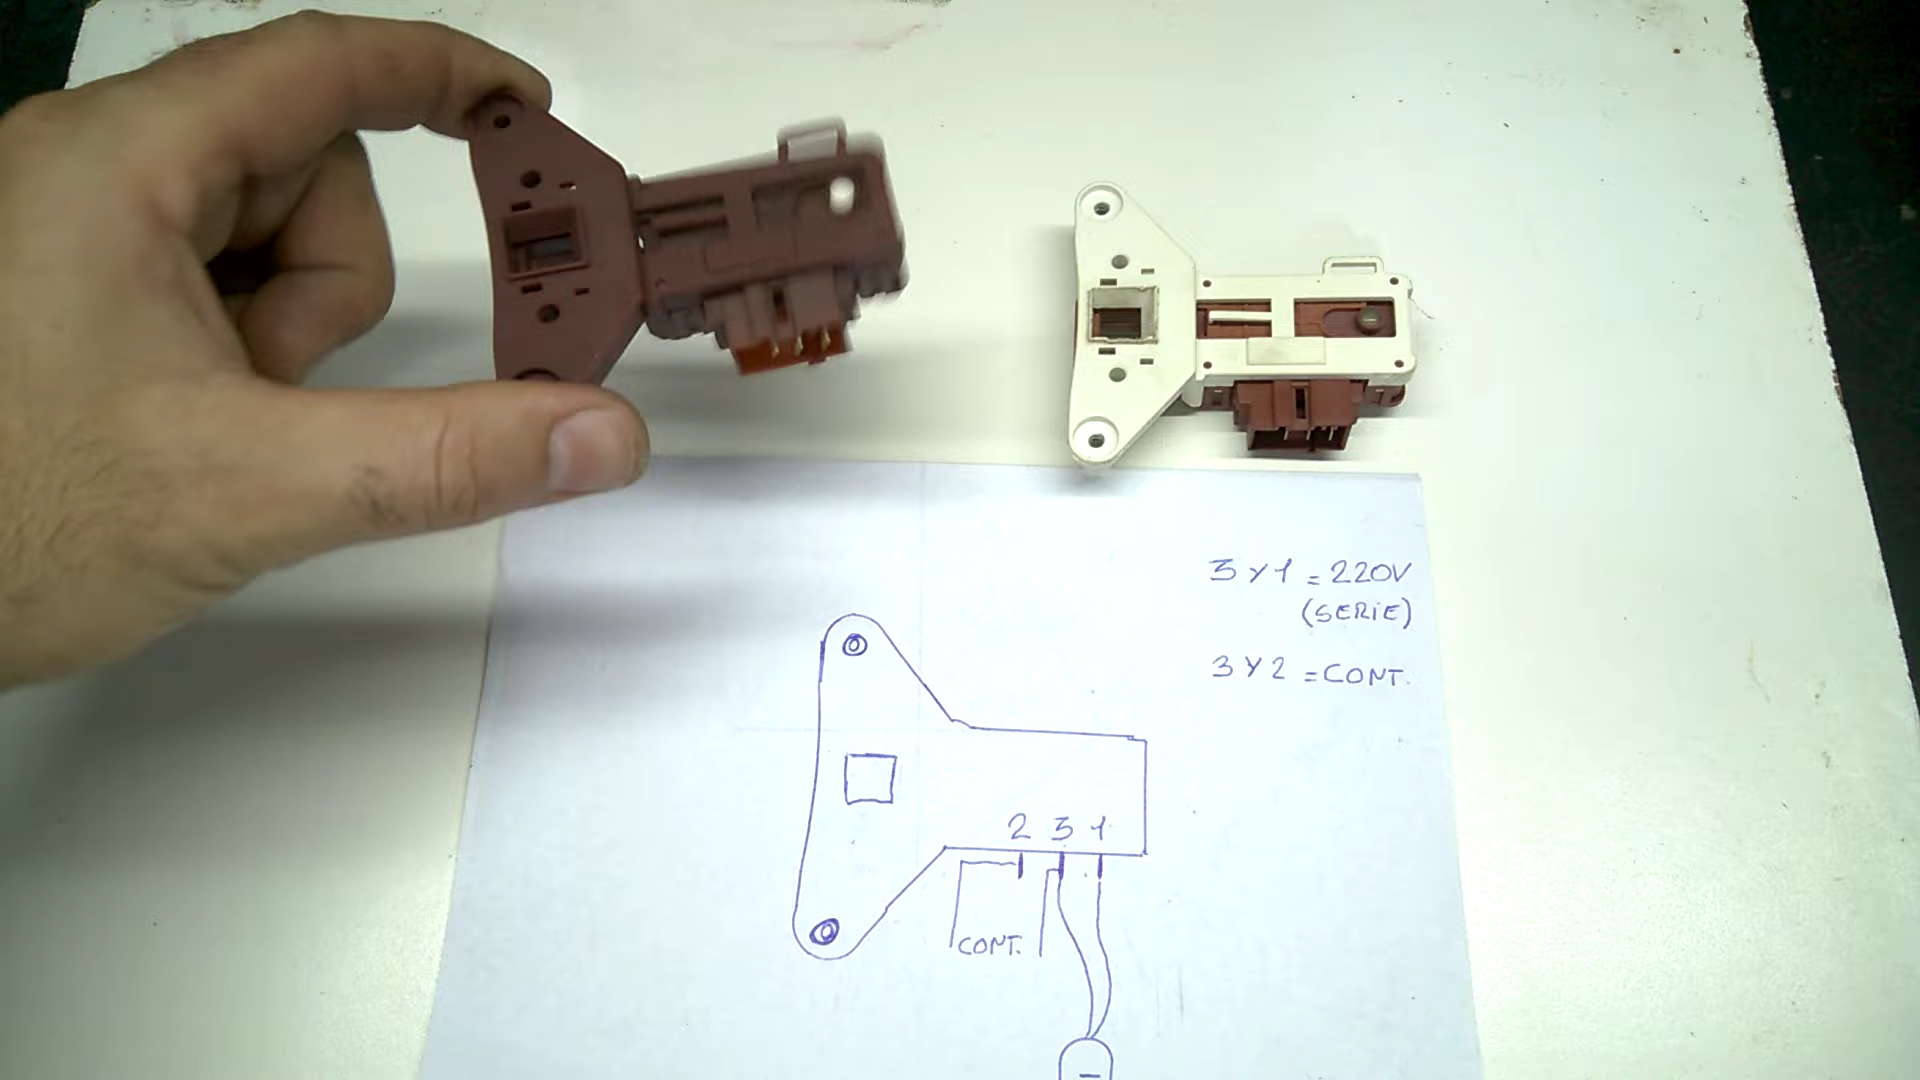 3 Y 1 = 220V
(SERIE)
3 Y 2 = CONT.
2 3 1
CONT.